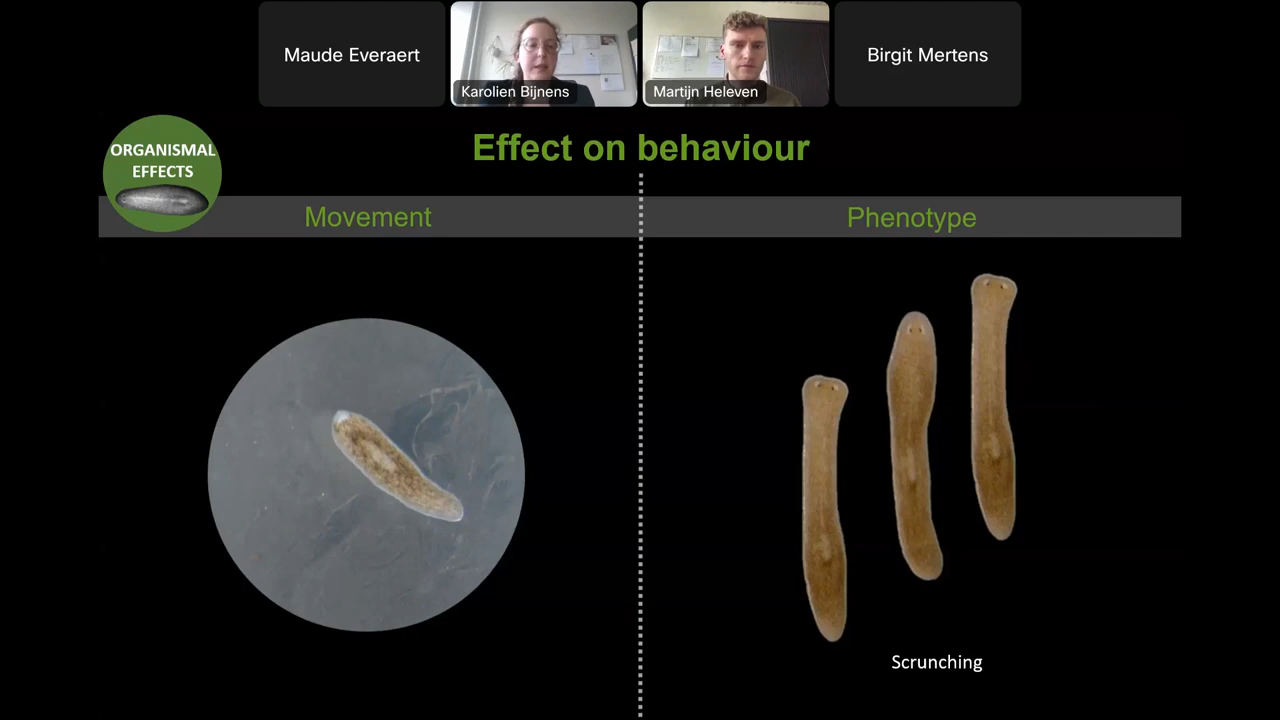 Maude Everaert
Karolien Bijnens
Martijn Heleven
Birgit Mertens
ORGANISMAL
EFFECTS
Effect on behaviour
Movement
Phenotype
Scrunching